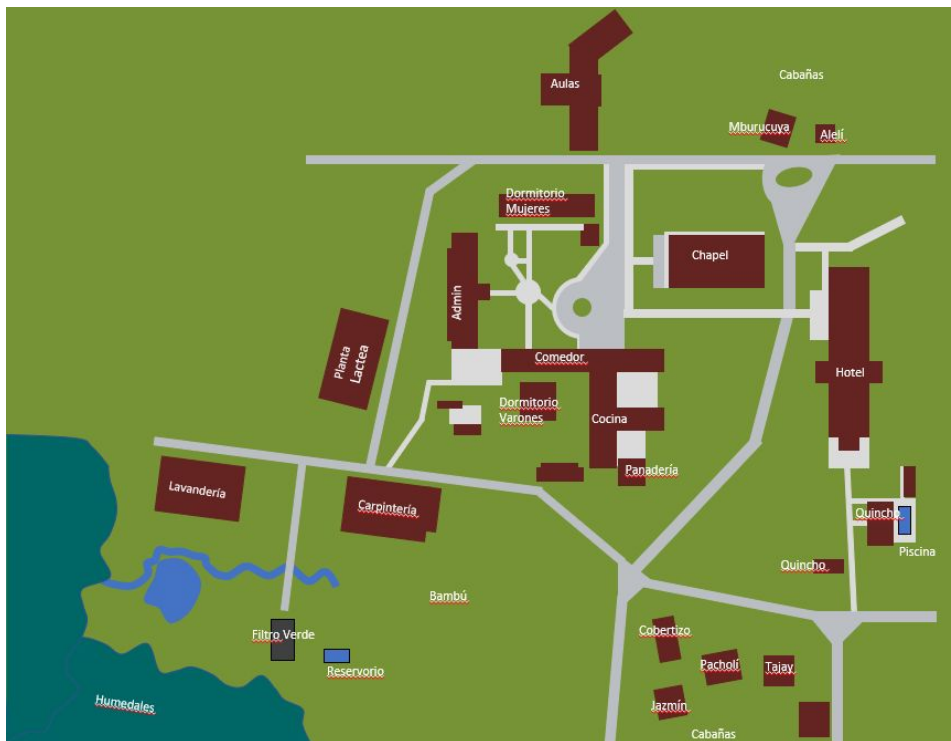 Aulas
Cabañas
Mburucuya
Alelí
Dormitorio
Mujeres
Chapel
Admin
Planta
Lactea
Comedor
Hotel
Dormitorio
Varones
Cocina
Panadería
Lavandería
Carpintería
Quincho
Piscina
Quincho
Bambú
Filtro Verde
Reservorio
Cobertizo
Pacholí
Tajay
Jazmín
Humedales
Cabañas